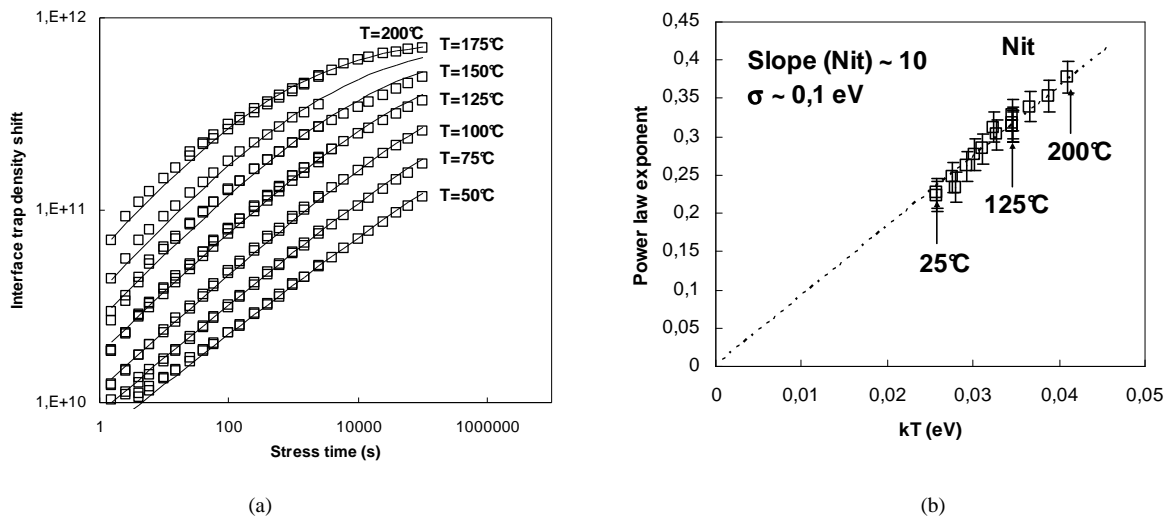 1,E+12
1,E+11
1,E+10
Interface trap density shift
1
100
10000
1000000
Stress time (s)
T=200°C
T=175°C
T=150°C
T=125°C
T=100°C
T=75°C
T=50°C
(a)
0,45
0,4
0,35
0,3
0,25
0,2
0,15
0,1
0,05
0
Power law exponent
0
0,01
0,02
0,03
0,04
0,05
kT (eV)
Slope (Nit) ~ 10
σ ~ 0,1 eV
Nit
200°C
125°C
25°C
(b)